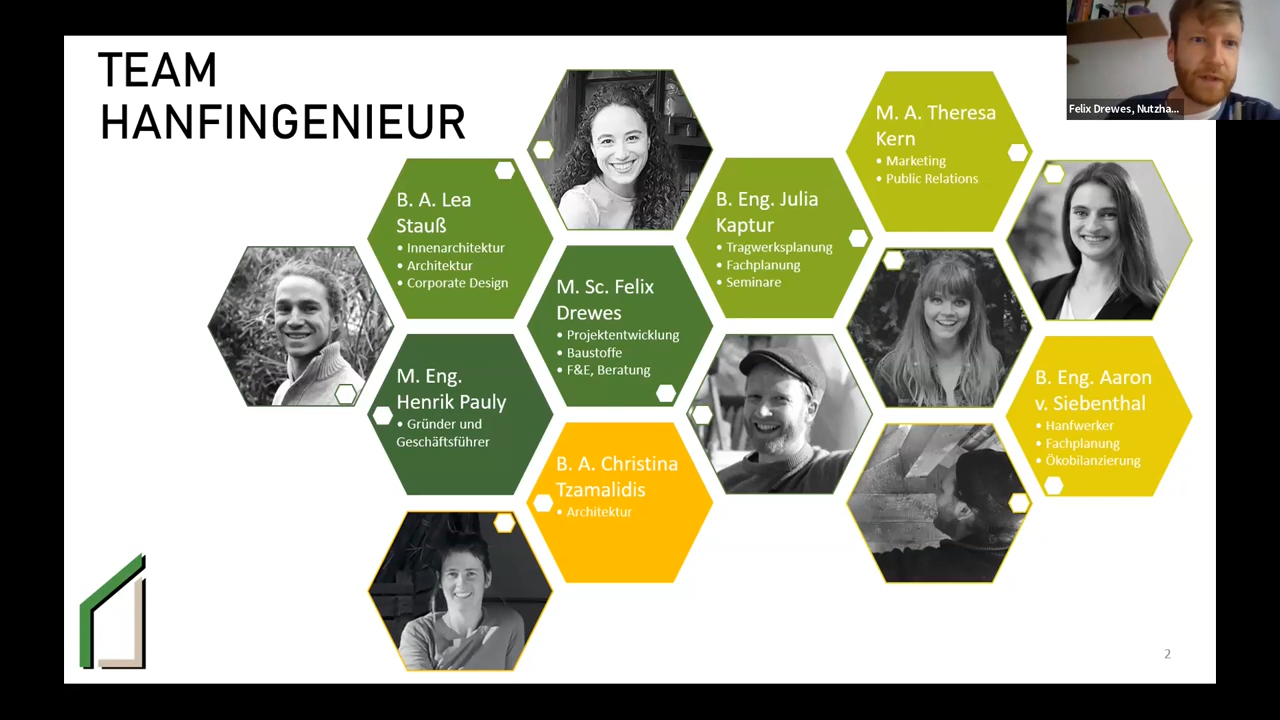 TEAM
HANFINGENIEUR
B. A. Lea
Stauß
• Innenarchitektur
• Architektur
• Corporate Design
M. Eng.
Henrik Pauly
• Gründer und
Geschäftsführer
M. Sc. Felix
Drewes
• Projektentwicklung
• Baustoffe
• F&E, Beratung
B. A. Christina
Tzamalidis
• Architektur
B. Eng. Julia
Kaptur
• Tragwerksplanung
• Fachplanung
• Seminare
M. A. Theresa
Kern
• Marketing
• Public Relations
B. Eng. Aaron
v. Siebenthal
• Hanfwerker
• Fachplanung
• Ökobilanzierung
Felix Drewes, Nutzha...
2